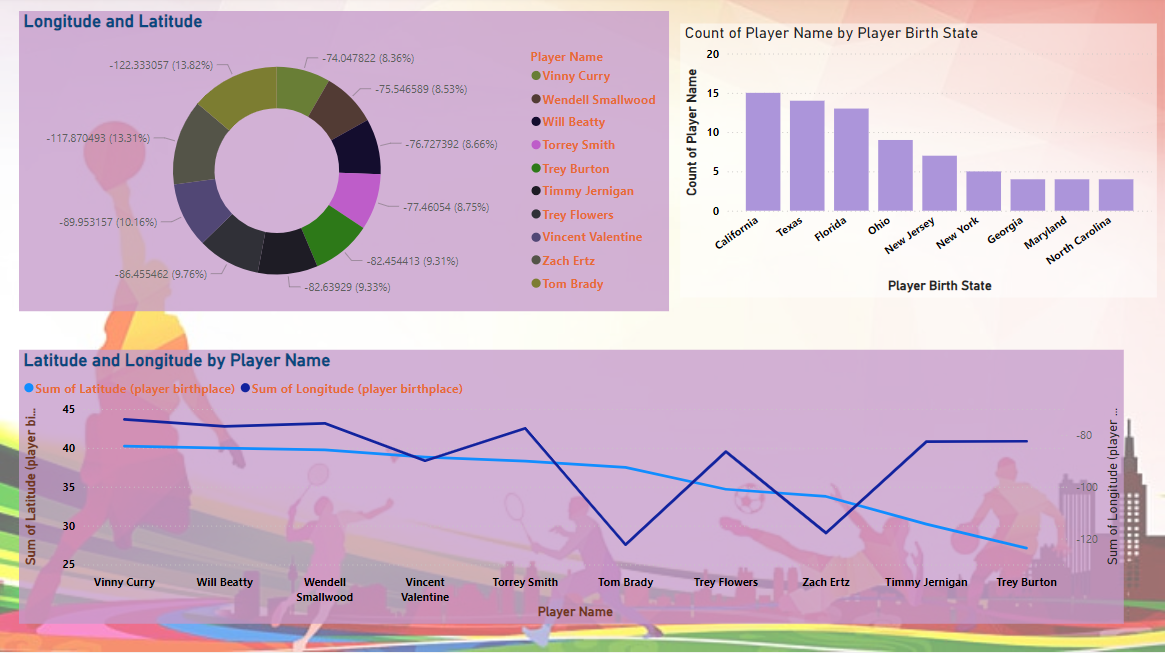 Longitude and Latitude
-74.047822 (8.36%)
-75.546589 (8.53%)
-76.727392 (8.66%)
-77.46054 (8.75%)
-82.454413 (9.31%)
-82.63929 (9.33%)
-86.455462 (9.76%)
-89.953157 (10.16%)
-117.870493 (13.31%)
-122.333057 (13.82%)
Player Name
Vinny Curry
Wendell Smallwood
Will Beatty
Torrey Smith
Trey Burton
Timmy Jernigan
Trey Flowers
Vincent Valentine
Zach Ertz
Tom Brady
Count of Player Name by Player Birth State
Count of Player Name
20
15
10
5
0
California
Texas
Florida
Ohio
New Jersey
New York
Georgia
Maryland
North Carolina
Player Birth State
Latitude and Longitude by Player Name
Sum of Latitude (player birthplace) Sum of Longitude (player birthplace)
Sum of Latitude (player bi...
45
40
35
30
25
-80
-100
-120
Sum of Longitude (player ...
Vinny Curry
Will Beatty
Wendell
Smallwood
Vincent
Valentine
Torrey Smith
Tom Brady
Trey Flowers
Zach Ertz
Timmy Jernigan
Trey Burton
Player Name